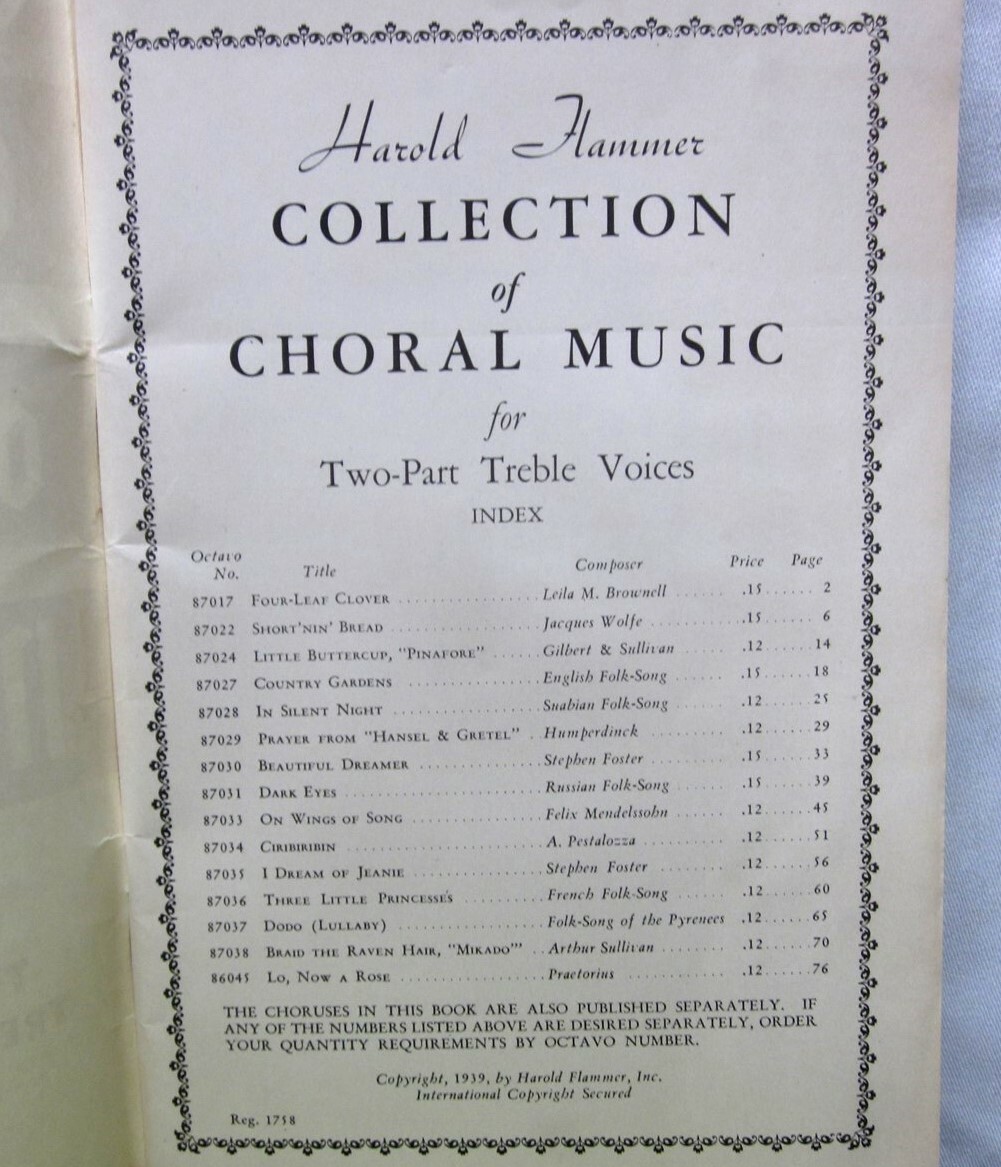 Harold Flammer
COLLECTION
of
CHORAL MUSIC
for
Two-Part Treble Voices
INDEX
Octavo No. Title Composer Price Page
87017 FOUR-LEAF CLOVER ................ Leila M. Brownell ...... .15 ...... 2
87022 SHORT'NIN' BREAD ................ Jacques Wolfe .......... .15 ...... 6
87024 LITTLE BUTTERCUP, "PINAFORE" ...... Gilbert & Sullivan ...... .12 ...... 14
87027 COUNTRY GARDENS ................ English Folk-Song ...... .15 ...... 18
87028 IN SILENT NIGHT ................ Suabian Folk-Song ...... .12 ...... 25
87029 PRAYER FROM "HANSEL & GRETEL" . Humperdinck .......... .12 ...... 29
87030 BEAUTIFUL DREAMER .............. Stephen Foster ......... .15 ...... 33
87031 DARK EYES ...................... Russian Folk-Song ...... .15 ...... 39
87033 ON WINGS OF SONG ............... Felix Mendelssohn ...... .12 ...... 45
87034 CIRIBIRIBIN .................... A. Pestalozza .......... .12 ...... 51
87035 I DREAM OF JEANIE .............. Stephen Foster ......... .12 ...... 56
87036 THREE LITTLE PRINCESSES ......... French Folk-Song ....... .12 ...... 60
87037 DODO (LULLABY) ................. Folk-Song of the Pyrenees .12 ...... 65
87038 BRAID THE RAVEN HAIR, "MIKADO'" .. Arthur Sullivan ........ .12 ...... 70
86045 LO, NOW A ROSE ................. Praetorius ............ .12 ...... 76
THE CHORUSES IN THIS BOOK ARE ALSO PUBLISHED SEPARATELY. IF
ANY OF THE NUMBERS LISTED ABOVE ARE DESIRED SEPARATELY, ORDER
YOUR QUANTITY REQUIREMENTS BY OCTAVO NUMBER.
Copyright, 1939, by Harold Flammer, Inc.
International Copyright Secured
Reg. 1758